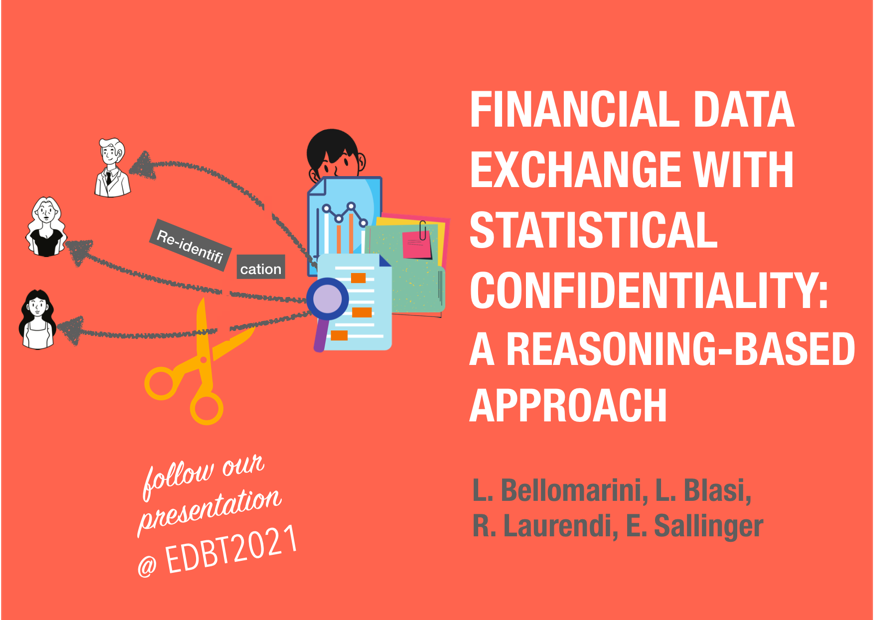 Re-identifi
cation
FINANCIAL DATA
EXCHANGE WITH
STATISTICAL
CONFIDENTIALITY:
A REASONING-BASED
APPROACH
L. Bellomarini, L. Blasi,
R. Laurendi, E. Sallinger
follow our
presentation
@ EDBT2021